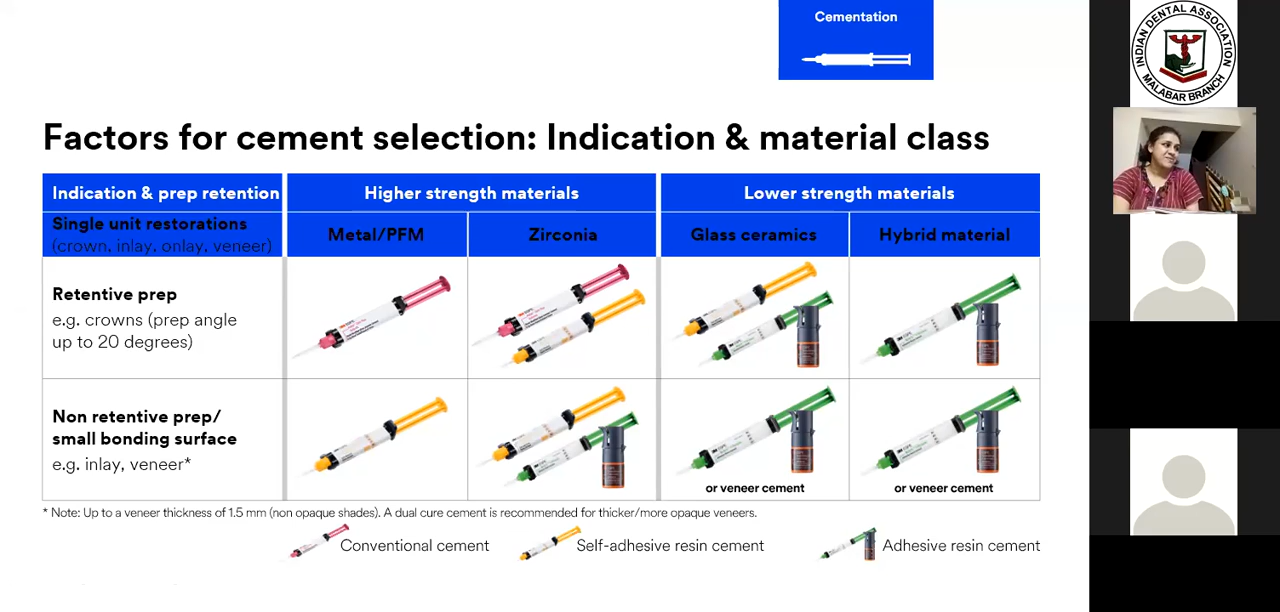 Cementation
INDIAN DENTAL ASSOCIATION
MALABAR BRANCH
Factors for cement selection: Indication & material class
Indication & prep retention
Higher strength materials
Lower strength materials
Single unit restorations
(crown, inlay, onlay, veneer)
Metal/PFM
Zirconia
Glass ceramics
Hybrid material
Retentive prep
e.g. crowns (prep angle
up to 20 degrees)
Non retentive prep/
small bonding surface
e.g. inlay, veneer*
or veneer cement
or veneer cement
* Note: Up to a veneer thickness of 1.5 mm (non opaque shades). A dual cure cement is recommended for thicker/more opaque veneers.
Conventional cement
Self-adhesive resin cement
Adhesive resin cement